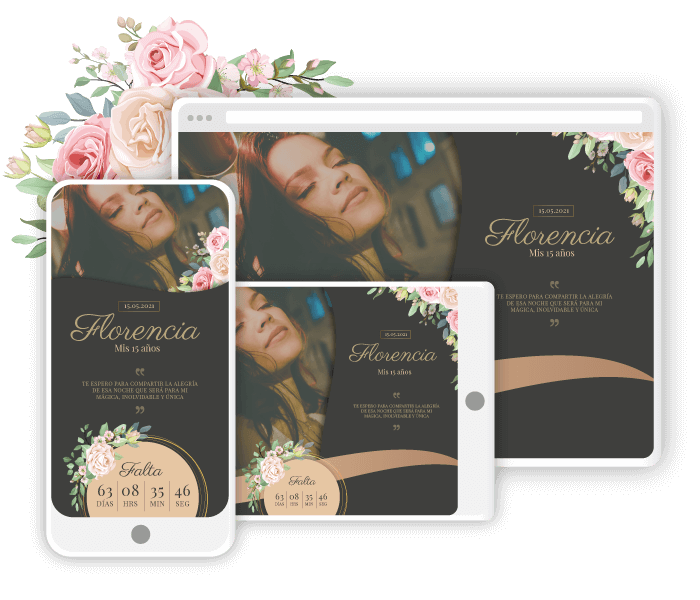 15.05.2021
Florencia
Mis 15 años
TE ESPERO PARA COMPARTIR LA ALEGRÍA
DE ESA NOCHE QUE SERÁ PARA MI
MÁGICA, INOLVIDABLE Y ÚNICA
15.05.2021
Florencia
Mis 15 años
TE ESPERO PARA COMPARTIR LA ALEGRÍA
DE ESA NOCHE QUE SERÁ PARA MI
MÁGICA, INOLVIDABLE Y ÚNICA
Falta
63 08 35 46
DÍAS HRS MIN SEG
15.05.2021
Florencia
Mis 15 años
TE ESPERO PARA COMPARTIR LA ALEGRÍA
DE ESA NOCHE QUE SERÁ PARA MI
MÁGICA, INOLVIDABLE Y ÚNICA
Falta
63 08 35 46
DÍAS HRS MIN SEG